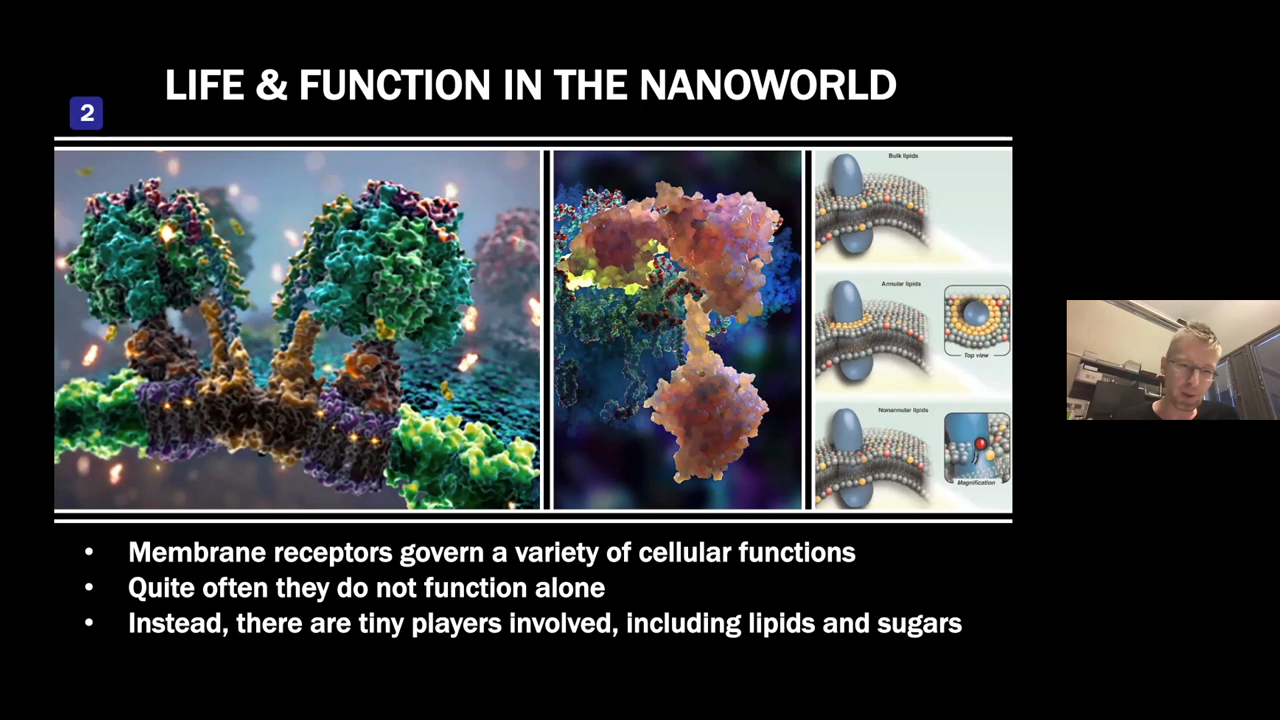 LIFE & FUNCTION IN THE NANOWORLD
2
Bulk lipids
Annular lipids
Top view
Nonannular lipids
Magnification
• Membrane receptors govern a variety of cellular functions
• Quite often they do not function alone
• Instead, there are tiny players involved, including lipids and sugars